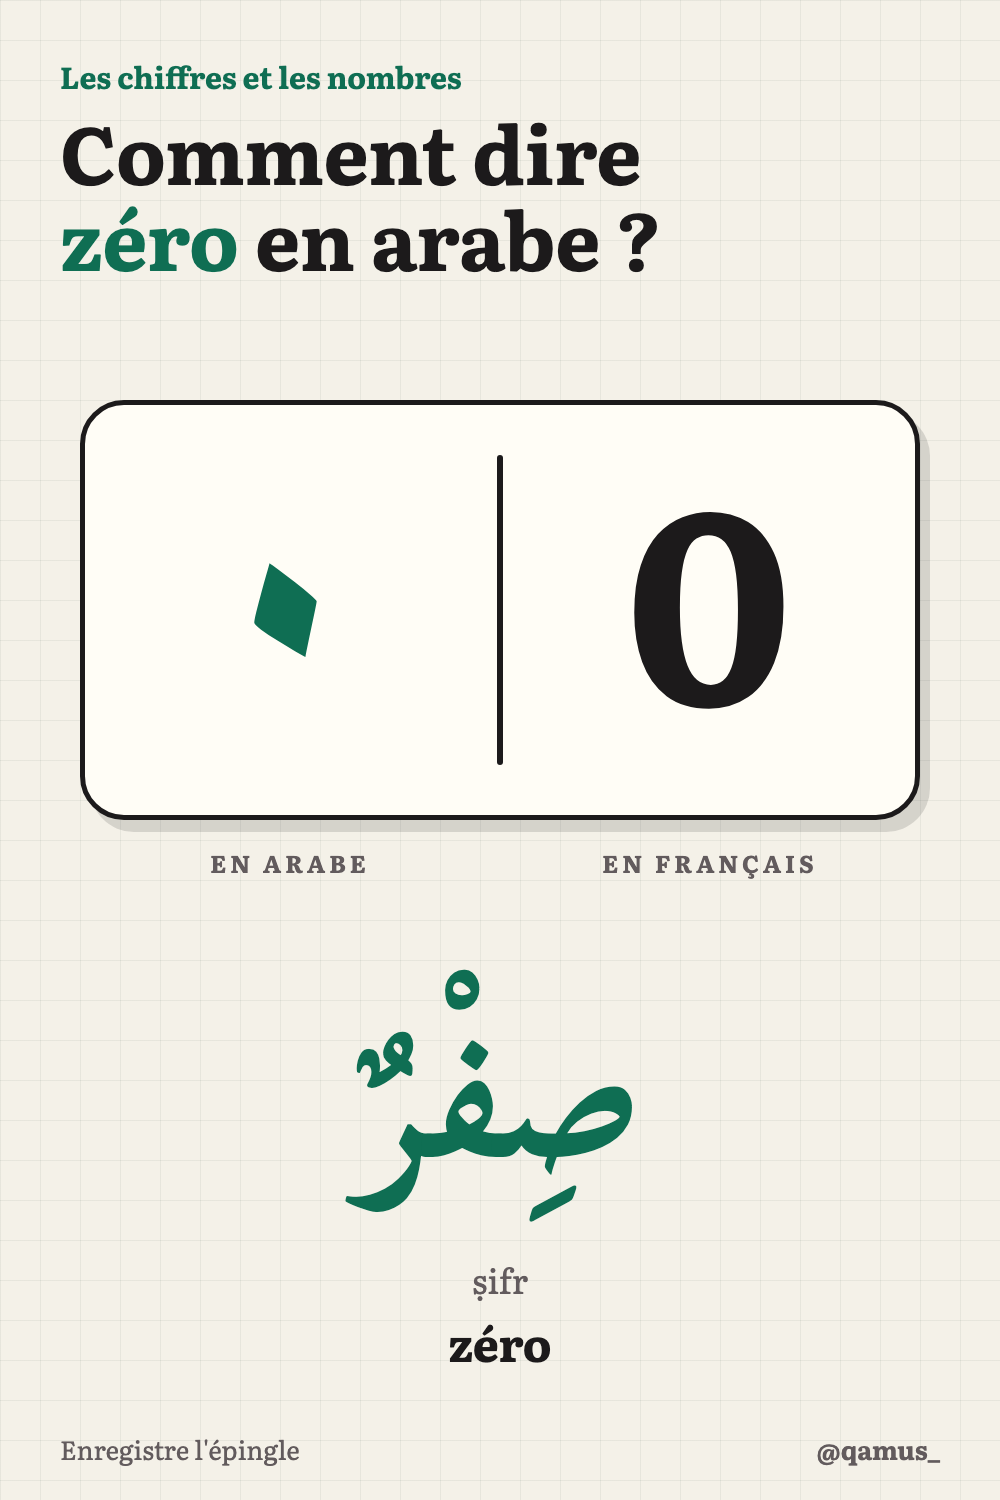 Les chiffres et les nombres
Comment dire
zéro en arabe ?
٠ 0
EN ARABE EN FRANÇAIS
صِفْرٌ
ṣifr
zéro
Enregistre l'épingle @qamus_